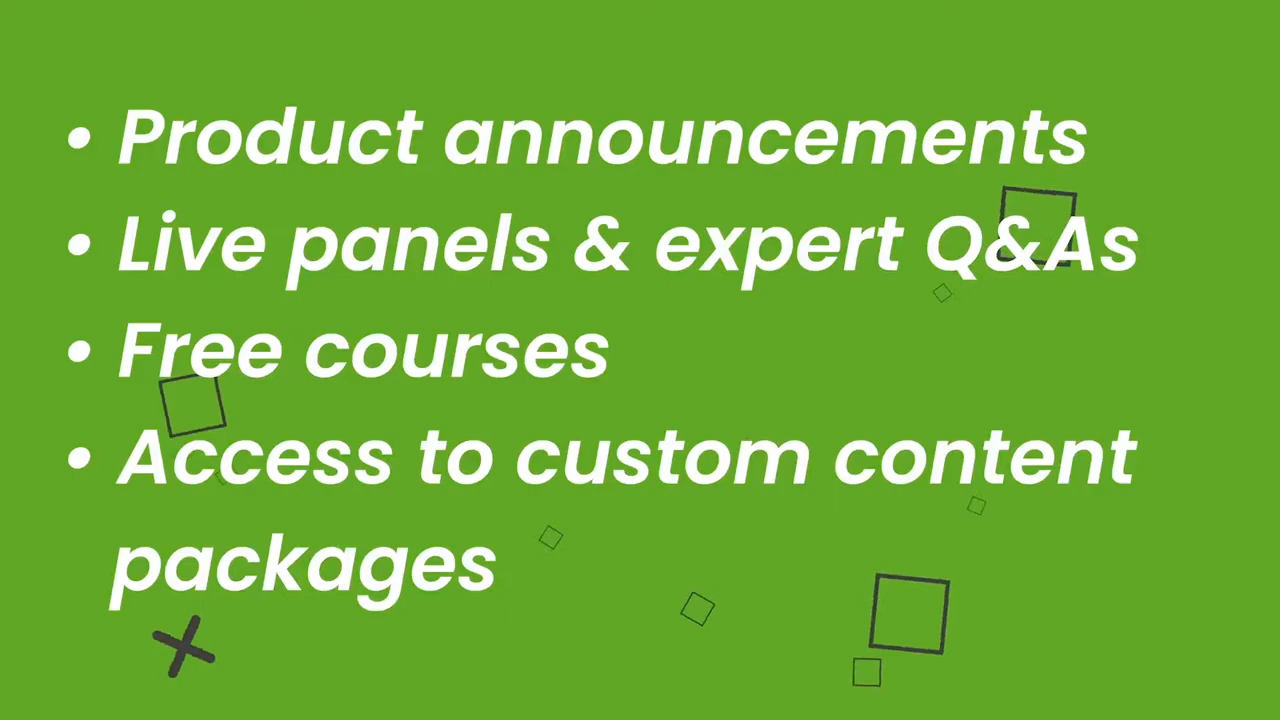 • Product announcements
• Live panels & expert Q&As
• Free courses
• Access to custom content
packages